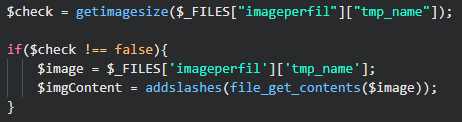 $check = getimagesize($_FILES["imageperfil"]["tmp_name"]);
if($check !== false){
$image = $_FILES['imageperfil']['tmp_name'];
$imgContent = addslashes(file_get_contents($image));
}